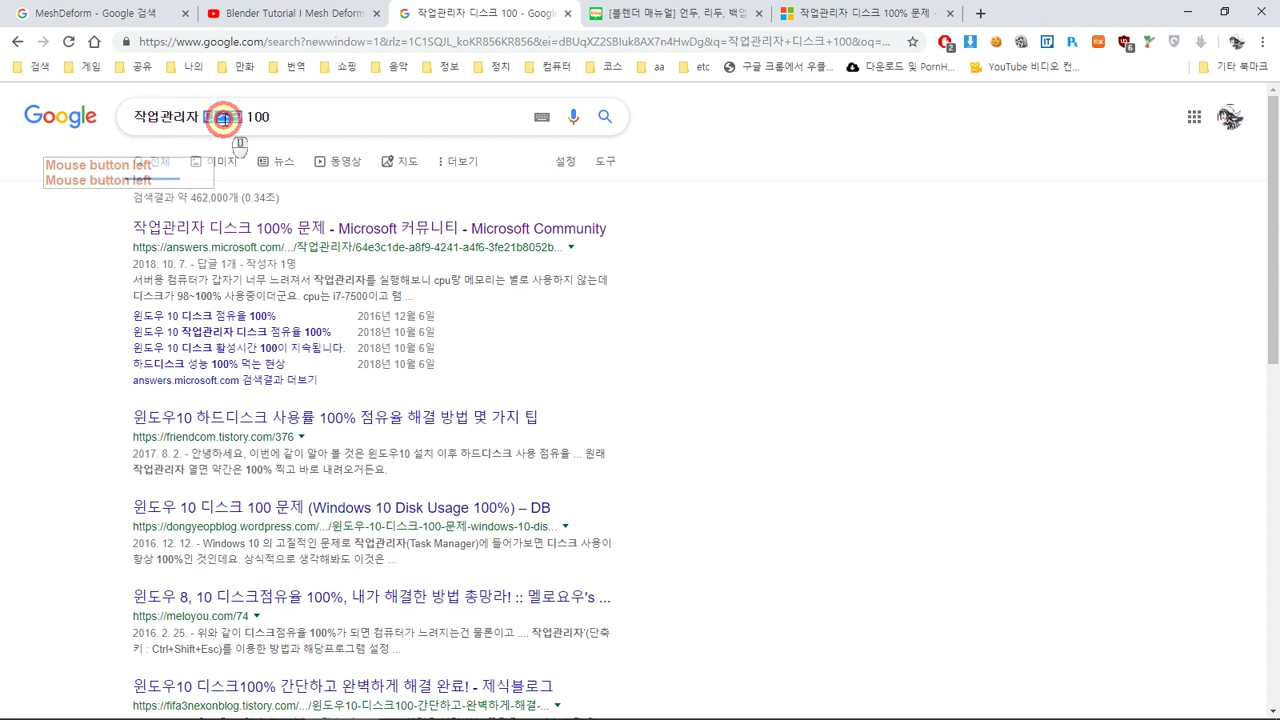 MeshDeform - Google 검색
Blender Tutorial I Mesh Deform
작업관리자 디스크 100 - Goog
[블렌더 메뉴얼] 언두, 리두, 백업
작업관리자 디스크 100% 문제 -
https://www.google.com/search?newwindow=1&rlz=1C1SQJL_koKR856KR856&ei=dBUqXZ2SBIuk8AX7n4HwDg&q=작업관리자+디스크+100&oq=...
검색 게임 공유 나의 만화 번역 쇼핑 음악 정보 정치 컴퓨터 코스 aa etc 구글 크롬에서 우클... 다운로드 및 PornH... YouTube 비디오 컨... 기타 북마크
Google
작업관리자 디스크 100
전체 이미지 뉴스 동영상 지도 더보기 설정 도구
Mouse button left
Mouse button left
검색결과 약 462,000개 (0.34초)
작업관리자 디스크 100% 문제 - Microsoft 커뮤니티 - Microsoft Community
https://answers.microsoft.com/.../작업관리자/64e3c1de-a8f9-4241-a4f6-3fe21b8052b...
2018. 10. 7. - 답글 1개 - 작성자 1명
서버용 컴퓨터가 갑자기 너무 느려져서 작업관리자를 실행해보니 cpu랑 메모리는 별로 사용하지 않는데
디스크가 98~100% 사용중이더군요. cpu는 i7-7500이고 램 ...
윈도우 10 디스크 점유율 100% 2016년 12월 6일
윈도우 10 작업관리자 디스크 점유율 100% 2018년 10월 6일
윈도우 10 디스크 활성시간 100이 지속됩니다. 2018년 10월 6일
하드디스크 성능 100% 먹는 현상 2018년 10월 6일
answers.microsoft.com 검색결과 더보기
윈도우10 하드디스크 사용률 100% 점유율 해결 방법 몇 가지 팁
https://friendcom.tistory.com/376
2017. 8. 2. - 안녕하세요, 이번에 같이 알아 볼 것은 윈도우10 설치 이후 하드디스크 사용 점유율 ... 원래
작업관리자 열면 약간은 100% 찍고 바로 내려오거든요.
윈도우 10 디스크 100 문제 (Windows 10 Disk Usage 100%) – DB
https://dongyeopblog.wordpress.com/.../윈도우-10-디스크-100-문제-windows-10-dis...
2016. 12. 12. - Windows 10 의 고질적인 문제로 작업관리자(Task Manager)에 들어가보면 디스크 사용이
항상 100%인 것인데요. 상식적으로 생각해봐도 이것은 ...
윈도우 8, 10 디스크점유율 100%, 내가 해결한 방법 총망라! :: 멜로요우's ...
https://meloyou.com/74
2016. 2. 25. - 위와 같이 디스크점유율 100%가 되면 컴퓨터가 느려지는건 물론이고 .... 작업관리자'(단축
키 : Ctrl+Shift+Esc)를 이용한 방법과 해당프로그램 설정 ...
윈도우10 디스크100% 간단하고 완벽하게 해결 완료! - 제식블로그
https://fifa3nexonblog.tistory.com/.../윈도우10-디스크100-간단하고-완벽하게-해결-...